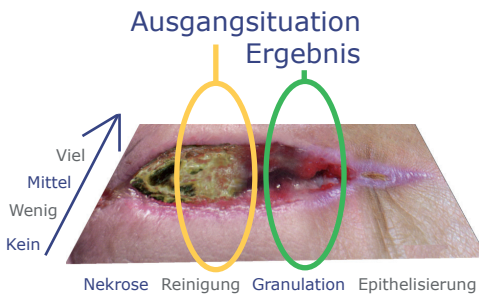 Ausgangsituation
Ergebnis
Viel
Mittel
Wenig
Kein
Nekrose Reinigung Granulation Epithelisierung